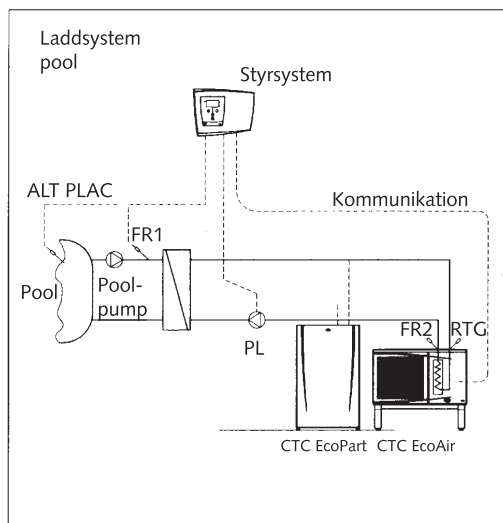 Laddsystem
pool
Styrsystem
ALT PLAC
FR1
Kommunikation
Pool
Pool-
pump
PL
FR2
RTG
CTC EcoPart
CTC EcoAir